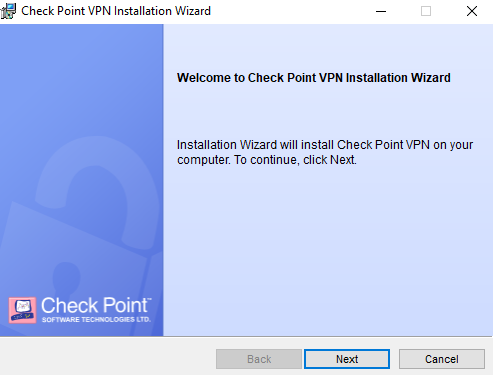 Check Point VPN Installation Wizard
Welcome to Check Point VPN Installation Wizard
Installation Wizard will install Check Point VPN on your
computer. To continue, click Next.
Check Point™
SOFTWARE TECHNOLOGIES LTD.
Back
Next
Cancel